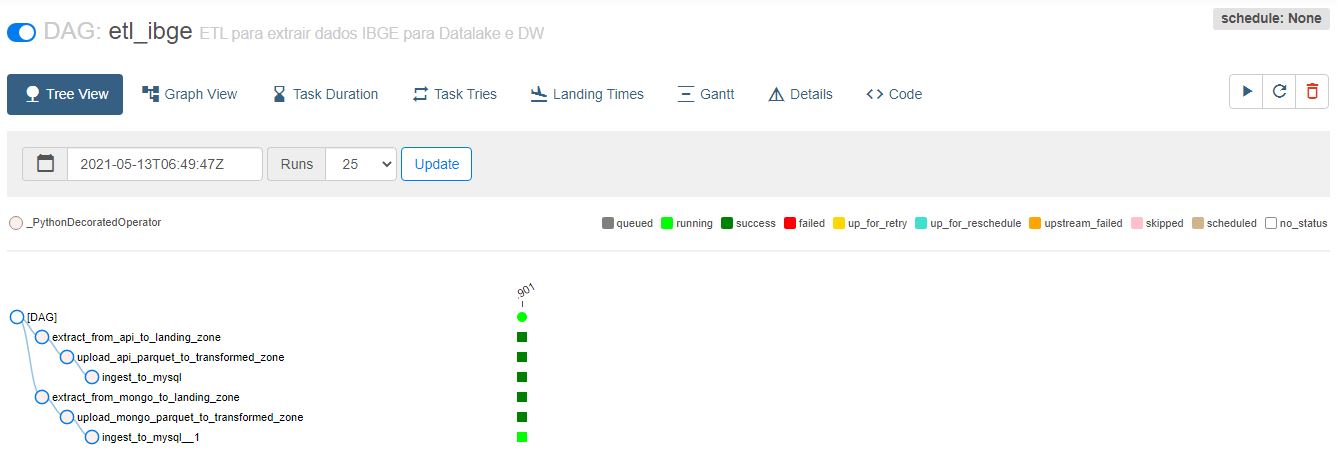 schedule: None
DAG: etl_ibge ETL para extrair dados IBGE para Datalake e DW
Tree View Graph View Task Duration Task Tries Landing Times Gantt Details Code
2021-05-13T06:49:47Z Runs 25 Update
_PythonDecoratedOperator queued running success failed up_for_retry up_for_reschedule upstream_failed skipped scheduled no_status
.901
[DAG]
extract_from_api_to_landing_zone
upload_api_parquet_to_transformed_zone
ingest_to_mysql
extract_from_mongo_to_landing_zone
upload_mongo_parquet_to_transformed_zone
ingest_to_mysql__1